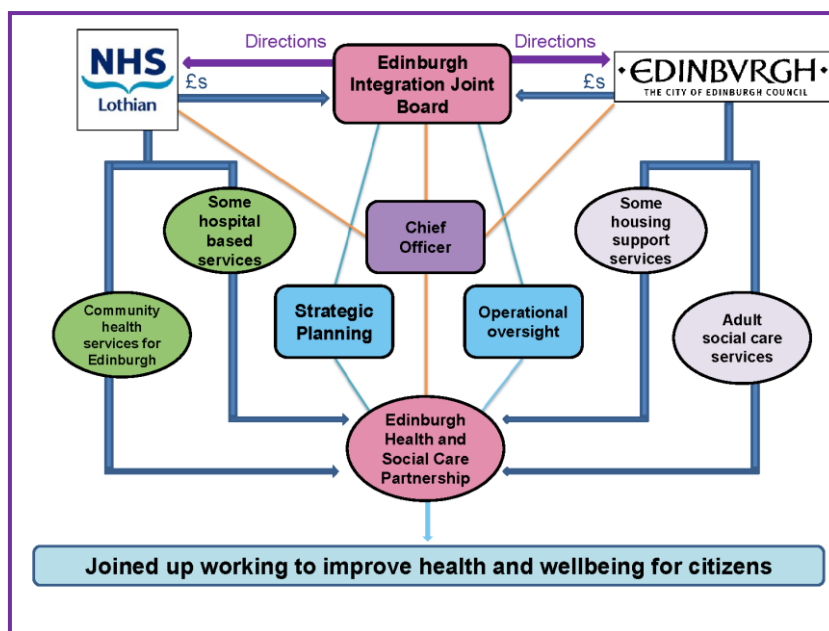 Directions
Directions
NHS
Lothian
£s
Edinburgh
Integration Joint
Board
£s
·EDINBVRGH·
THE CITY OF EDINBURGH COUNCIL
Some
hospital
based
services
Chief
Officer
Some
housing
support
services
Community
health
services for
Edinburgh
Strategic
Planning
Operational
oversight
Adult
social care
services
Edinburgh
Health and
Social Care
Partnership
Joined up working to improve health and wellbeing for citizens